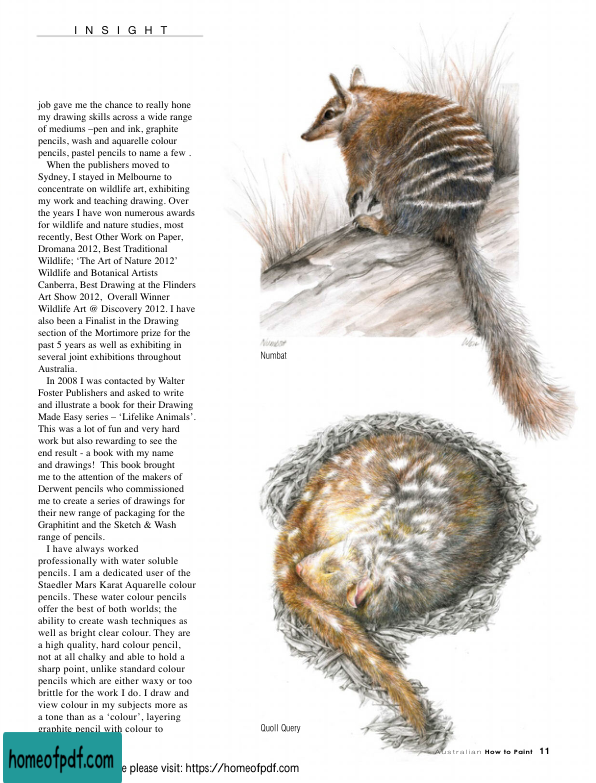 INSIGHT
job gave me the chance to really hone
my drawing skills across a wide range
of mediums –pen and ink, graphite
pencils, wash and aquarelle colour
pencils, pastel pencils to name a few .
When the publishers moved to
Sydney, I stayed in Melbourne to
concentrate on wildlife art, exhibiting
my work and teaching drawing. Over
the years I have won numerous awards
for wildlife and nature studies, most
recently, Best Other Work on Paper,
Dromana 2012, Best Traditional
Wildlife; ‘The Art of Nature 2012’
Wildlife and Botanical Artists
Canberra, Best Drawing at the Flinders
Art Show 2012, Overall Winner
Wildlife Art @ Discovery 2012. I have
also been a Finalist in the Drawing
section of the Mortimore prize for the
past 5 years as well as exhibiting in
several joint exhibitions throughout
Australia.
In 2008 I was contacted by Walter
Foster Publishers and asked to write
and illustrate a book for their Drawing
Made Easy series – ‘Lifelike Animals’.
This was a lot of fun and very hard
work but also rewarding to see the
end result - a book with my name
and drawings! This book brought
me to the attention of the makers of
Derwent pencils who commissioned
me to create a series of drawings for
their new range of packaging for the
Graphitint and the Sketch & Wash
range of pencils.
I have always worked
professionally with water soluble
pencils. I am a dedicated user of the
Staedler Mars Karat Aquarelle colour
pencils. These water colour pencils
offer the best of both worlds; the
ability to create wash techniques as
well as bright clear colour. They are
a high quality, hard colour pencil,
not at all chalky and able to hold a
sharp point, unlike standard colour
pencils which are either waxy or too
brittle for the work I do. I draw and
view colour in my subjects more as
a tone than as a ‘colour’, layering
graphite pencil with colour to
Numbat
Numbat
Quoll Query
Australian How to Paint 11
homeofpdf.com
please visit: https://homeofpdf.com